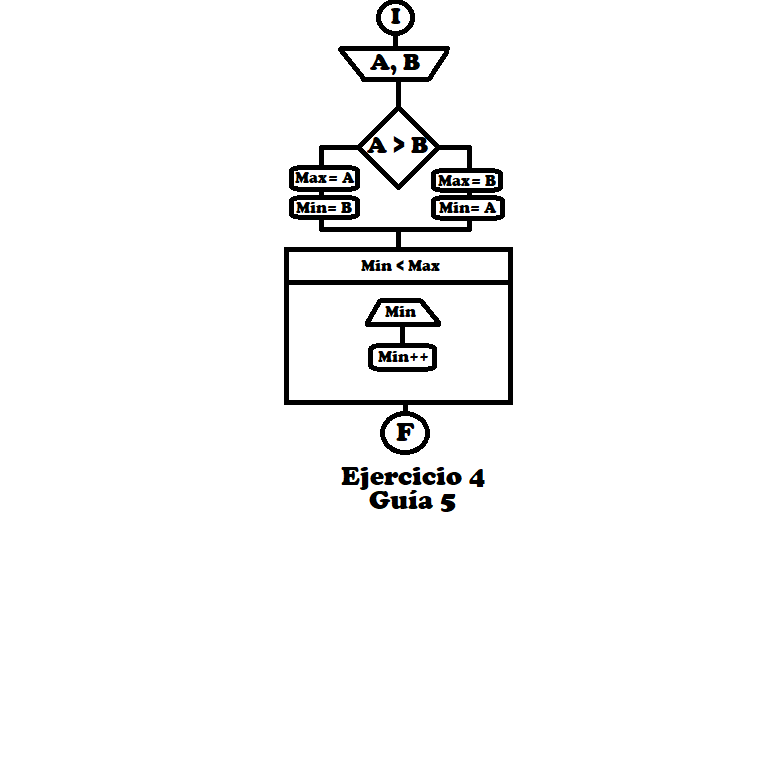 I
A, B
A > B
Max= A
Max= B
Min= B
Min= A
Min < Max
Min
Min++
F
Ejercicio 4
Guía 5